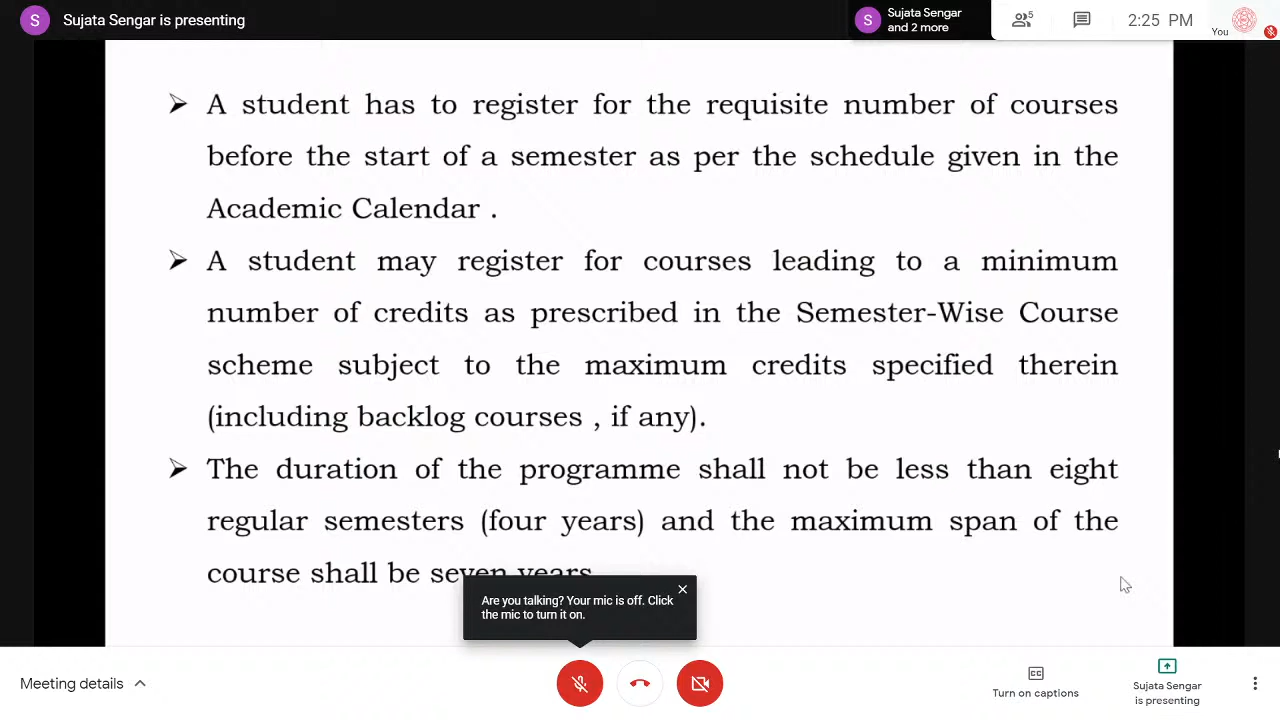 S Sujata Sengar is presenting
S Sujata Sengar and 2 more
5
2:25 PM
You
➢ A student has to register for the requisite number of courses
before the start of a semester as per the schedule given in the
Academic Calendar .
➢ A student may register for courses leading to a minimum
number of credits as prescribed in the Semester-Wise Course
scheme subject to the maximum credits specified therein
(including backlog courses , if any).
➢ The duration of the programme shall not be less than eight
regular semesters (four years) and the maximum span of the
course shall be seven years
Are you talking? Your mic is off. Click
the mic to turn it on.
Meeting details
CC
Turn on captions
Sujata Sengar
is presenting